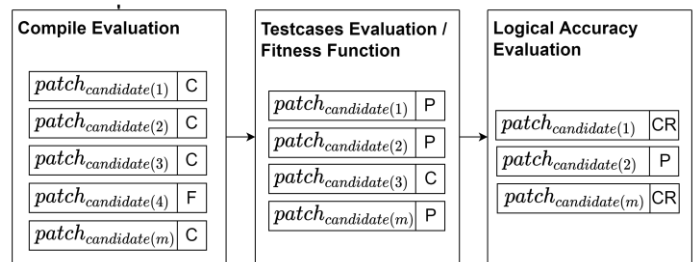 Compile Evaluation
patch_candidate(1) C
patch_candidate(2) C
patch_candidate(3) C
patch_candidate(4) F
patch_candidate(m) C
Testcases Evaluation /
Fitness Function
patch_candidate(1) P
patch_candidate(2) P
patch_candidate(3) C
patch_candidate(m) P
Logical Accuracy
Evaluation
patch_candidate(1) CR
patch_candidate(2) P
patch_candidate(m) CR